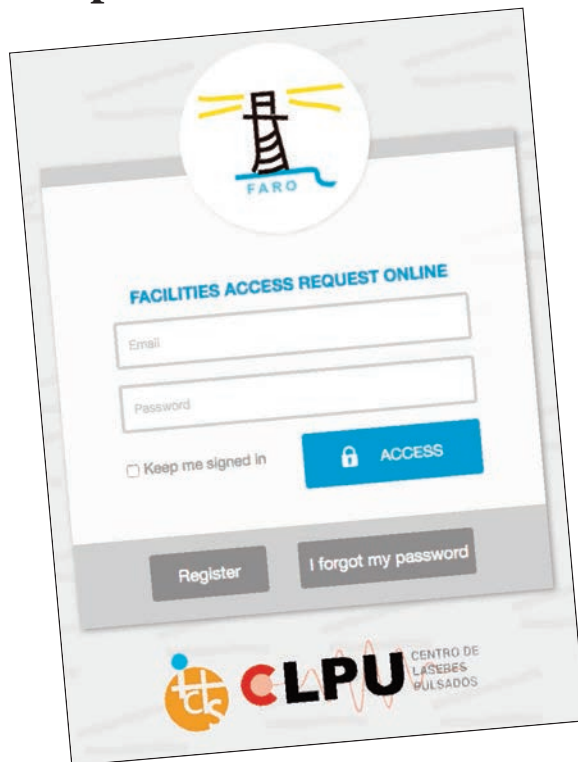 FARO
FACILITIES ACCESS REQUEST ONLINE
Email
Password
Keep me signed in
ACCESS
Register
I forgot my password
CLPU
CENTRO DE
LASERES
PULSADOS